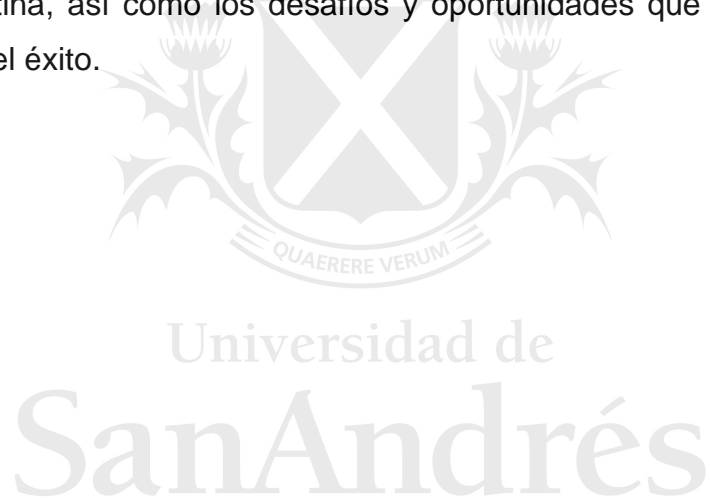 tina, así como los desafíos y oportunidades que
el éxito.
QUAERERE VERUM
Universidad de
SanAndrés